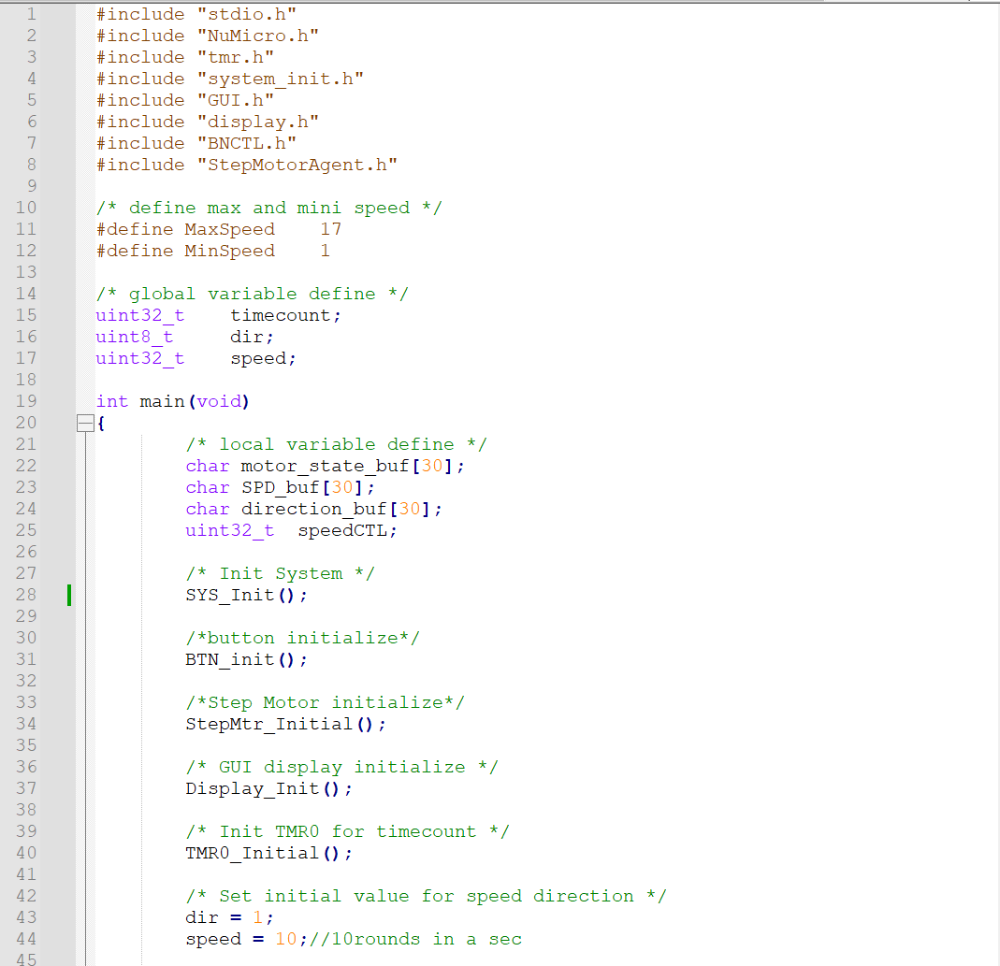 1 #include "stdio.h"
2 #include "NuMicro.h"
3 #include "tmr.h"
4 #include "system_init.h"
5 #include "GUI.h"
6 #include "display.h"
7 #include "BNCTL.h"
8 #include "StepMotorAgent.h"
9
10 /* define max and mini speed */
11 #define MaxSpeed    17
12 #define MinSpeed    1
13
14 /* global variable define */
15 uint32_t    timecount;
16 uint8_t     dir;
17 uint32_t    speed;
18
19 int main(void)
20 {
21         /* local variable define */
22         char motor_state_buf[30];
23         char SPD_buf[30];
24         char direction_buf[30];
25         uint32_t  speedCTL;
26
27         /* Init System */
28         SYS_Init();
29
30         /*button initialize*/
31         BTN_init();
32
33         /*Step Motor initialize*/
34         StepMtr_Initial();
35
36         /* GUI display initialize */
37         Display_Init();
38
39         /* Init TMR0 for timecount */
40         TMR0_Initial();
41
42         /* Set initial value for speed direction */
43         dir = 1;
44         speed = 10;//10rounds in a sec
45